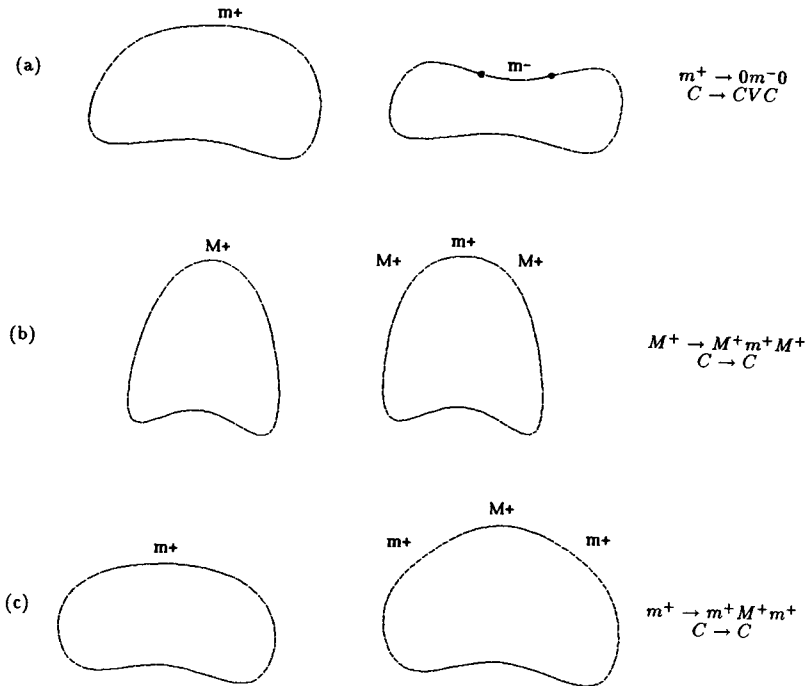 m+
(a)
m-
m⁺ → 0m⁻0
C → CVC
M+
m+
M+
M+
(b)
M⁺ → M⁺m⁺M⁺
C → C
M+
m+
m+
m+
(c)
m⁺ → m⁺M⁺m⁺
C → C